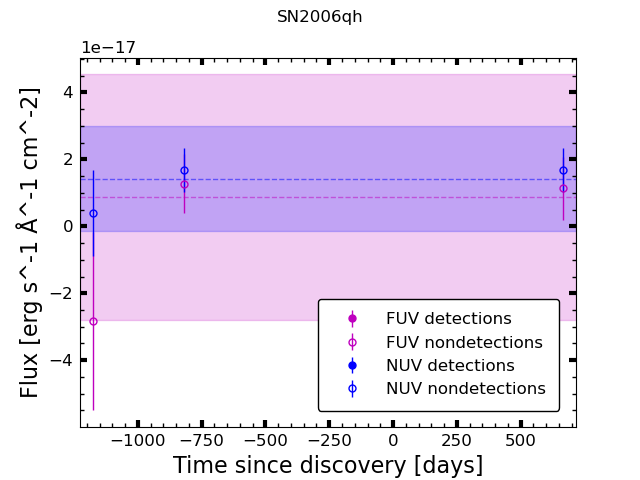 SN2006qh
1e−17
4
2
0
−2
−4
Flux [erg s^-1 Å^-1 cm^-2]
FUV detections
FUV nondetections
NUV detections
NUV nondetections
−1000 −750 −500 −250 0 250 500
Time since discovery [days]